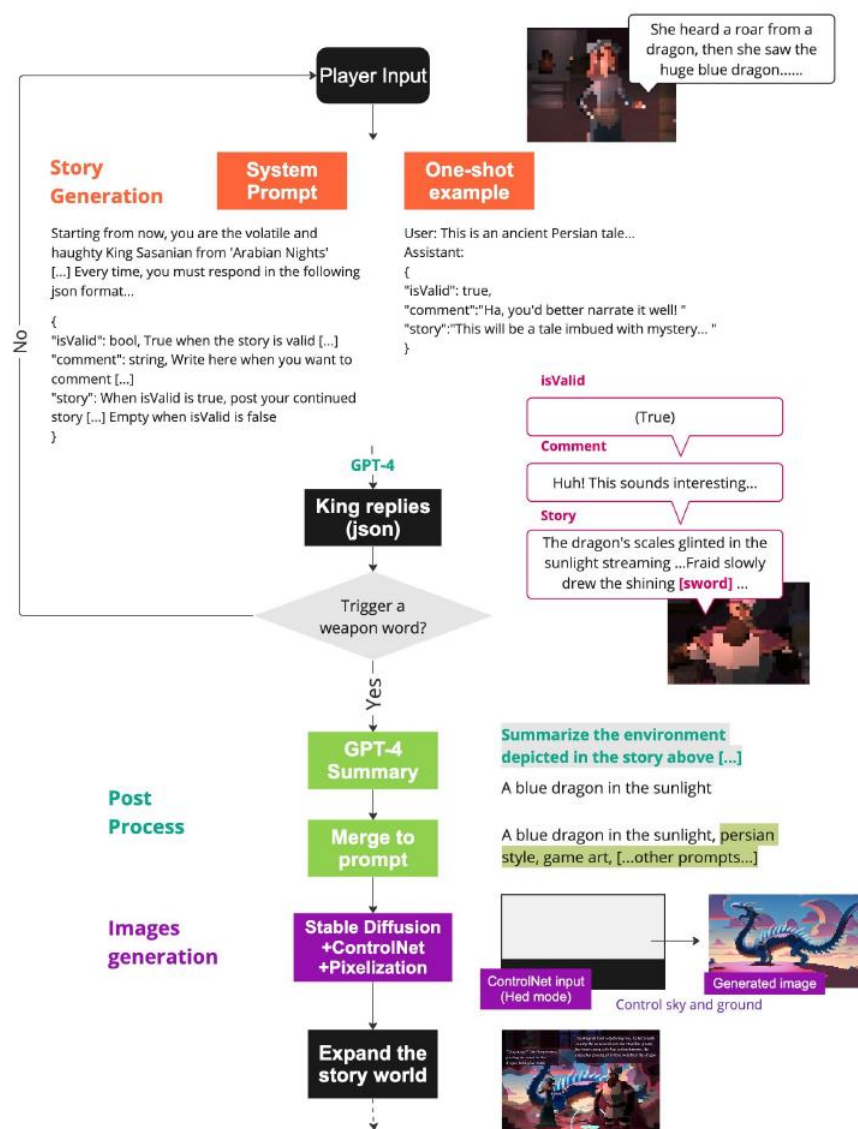 Player Input
She heard a roar from a
dragon, then she saw the
huge blue dragon......
Story
Generation
System
Prompt
One-shot
example
Starting from now, you are the volatile and
haughty King Sasanian from 'Arabian Nights'
[...] Every time, you must respond in the following
json format...
{
"isValid": bool, True when the story is valid [...]
"comment": string, Write here when you want to
comment [...]
"story": When isValid is true, post your continued
story [...] Empty when isValid is false
}
User: This is an ancient Persian tale...
Assistant:
{
"isValid": true,
"comment":"Ha, you'd better narrate it well! "
"story":"This will be a tale imbued with mystery... "
}
No
isValid
(True)
Comment
Huh! This sounds interesting...
Story
The dragon's scales glinted in the
sunlight streaming ...Fraid slowly
drew the shining [sword] ...
GPT-4
King replies
(json)
Trigger a
weapon word?
Yes
GPT-4
Summary
Summarize the environment
depicted in the story above [...]
A blue dragon in the sunlight
Post
Process
Merge to
prompt
A blue dragon in the sunlight, persian
style, game art, [...other prompts...]
Images
generation
Stable Diffusion
+ControlNet
+Pixelization
ControlNet input
(Hed mode)
Generated image
Control sky and ground
Expand the
story world